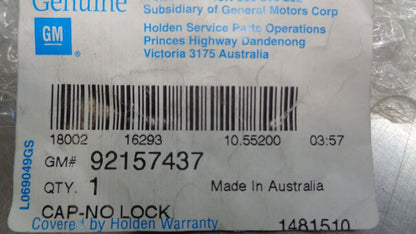 Genuine
Subsidiary of General Motors Corp
GM
®
Holden Service Parts Operations
Princes Highway Dandenong
Victoria 3175 Australia
18002 16293 10.55200 03:57
GM# 92157437
QTY. 1 Made In Australia
CAP-NO LOCK
Covered by Holden Warranty
1481510
L069049GS